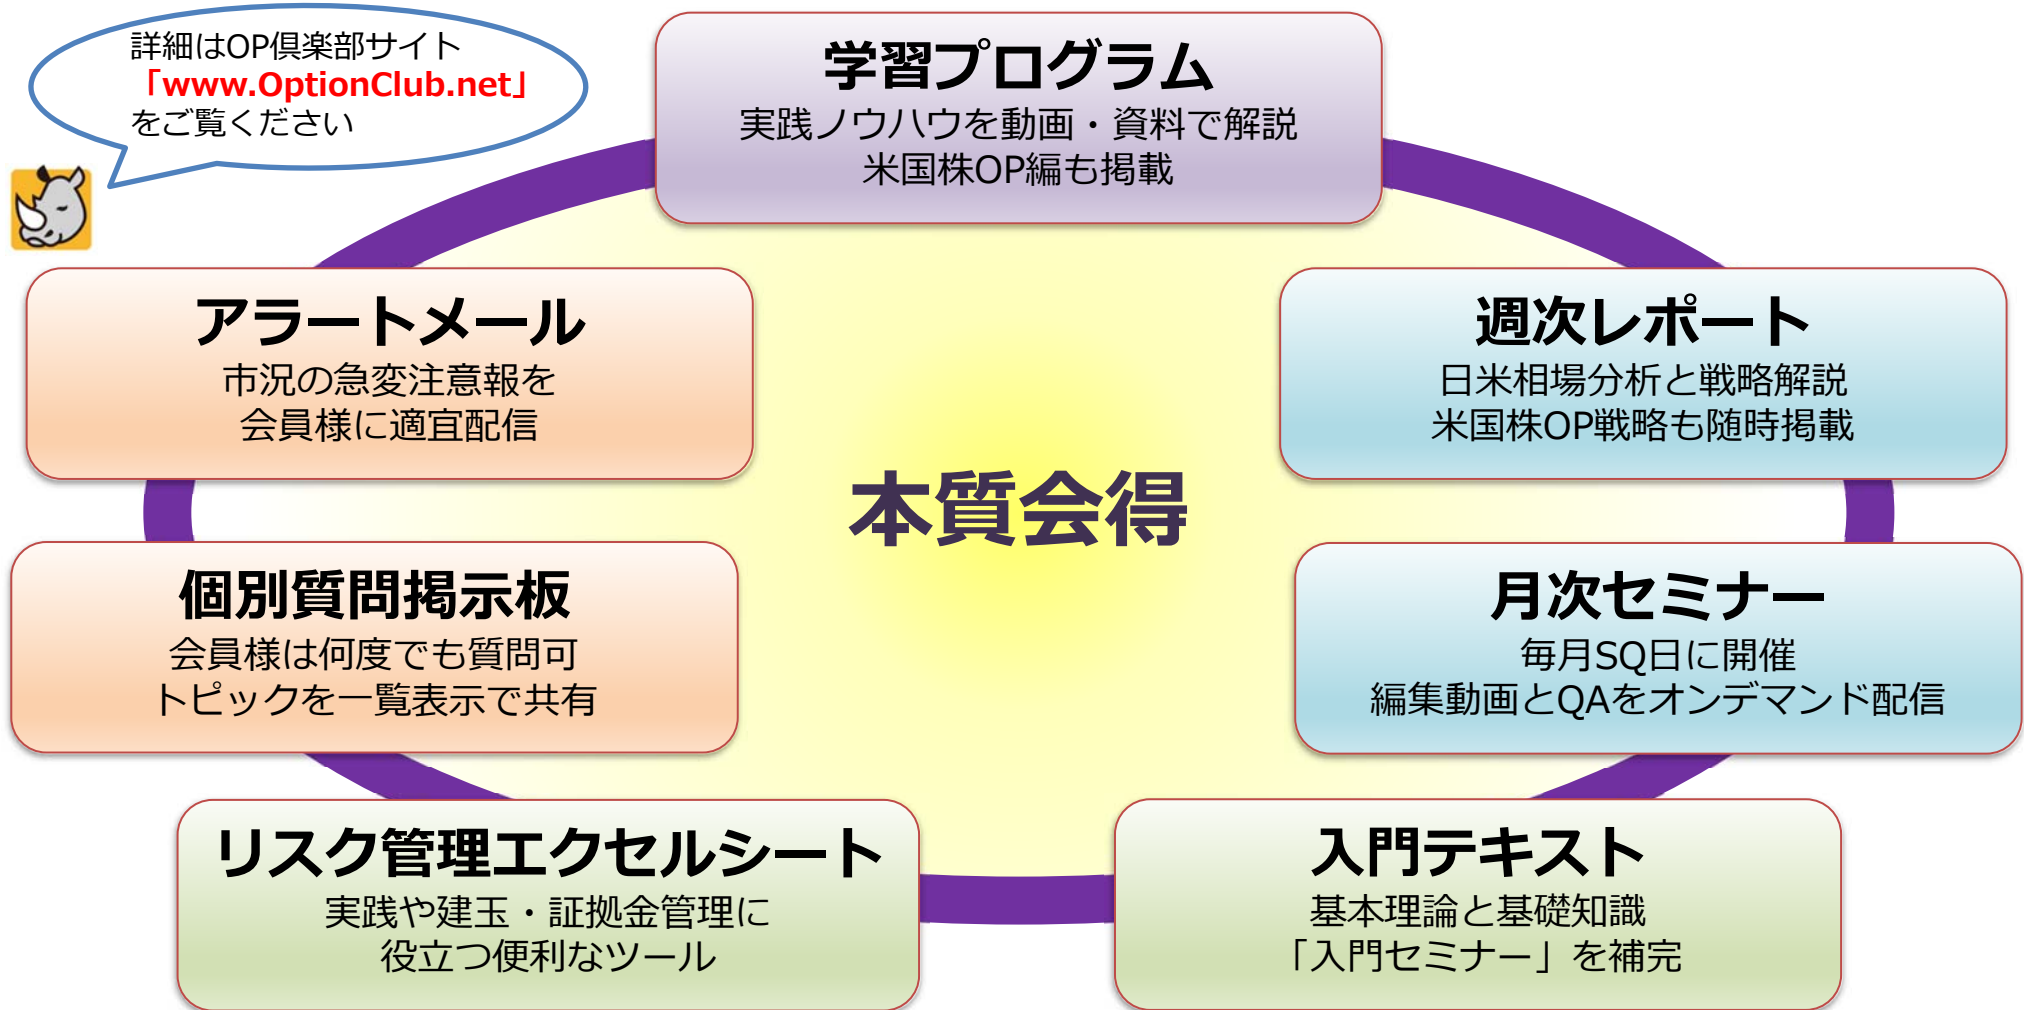 詳細はOP倶楽部サイト
「www.OptionClub.net」
をご覧ください
学習プログラム
実践ノウハウを動画・資料で解説
米国株OP編も掲載
アラートメール
市況の急変注意報を
会員様に適宜配信
週次レポート
日米相場分析と戦略解説
米国株OP戦略も随時掲載
本質会得
個別質問掲示板
会員様は何度でも質問可
トピックを一覧表示で共有
月次セミナー
毎月SQ日に開催
編集動画とQAをオンデマンド配信
リスク管理エクセルシート
実践や建玉・証拠金管理に
役立つ便利なツール
入門テキスト
基本理論と基礎知識
「入門セミナー」を補完